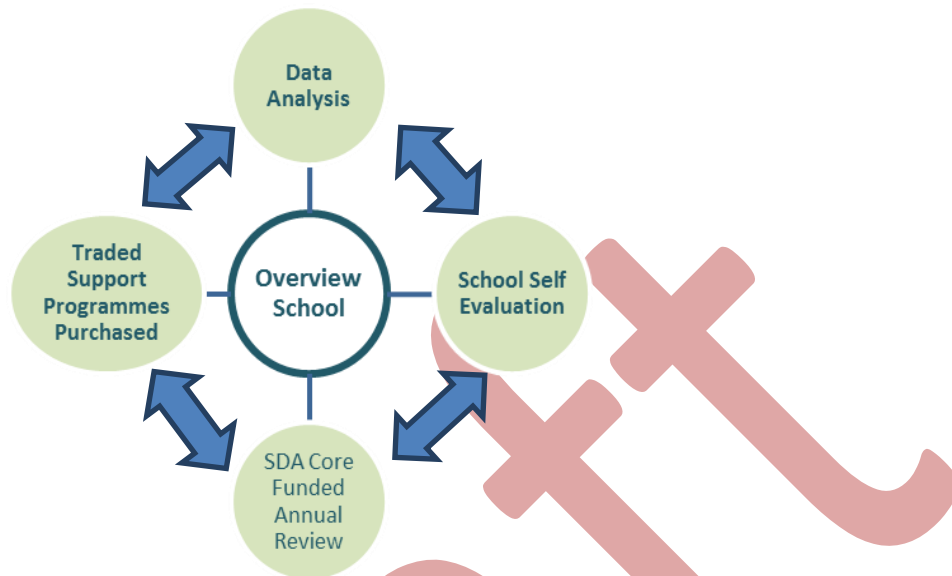 Data
Analysis
Traded
Support
Programmes
Purchased
Overview
School
School Self
Evaluation
SDA Core
Funded
Annual
Review